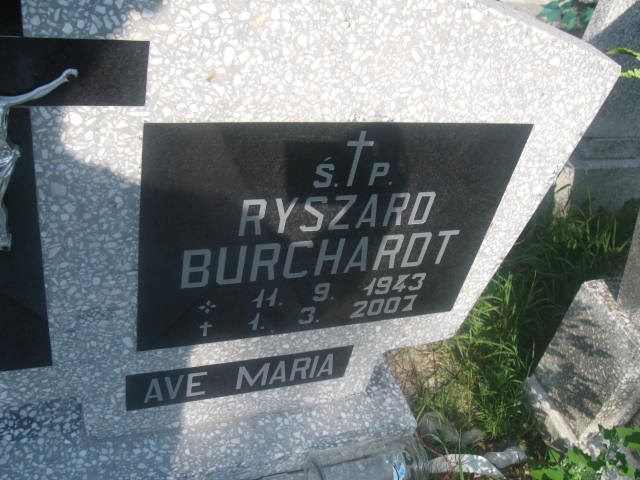 Ś. P.
RYSZARD
BURCHARDT
11. 9. 1943
1. 3. 2007
AVE MARIA